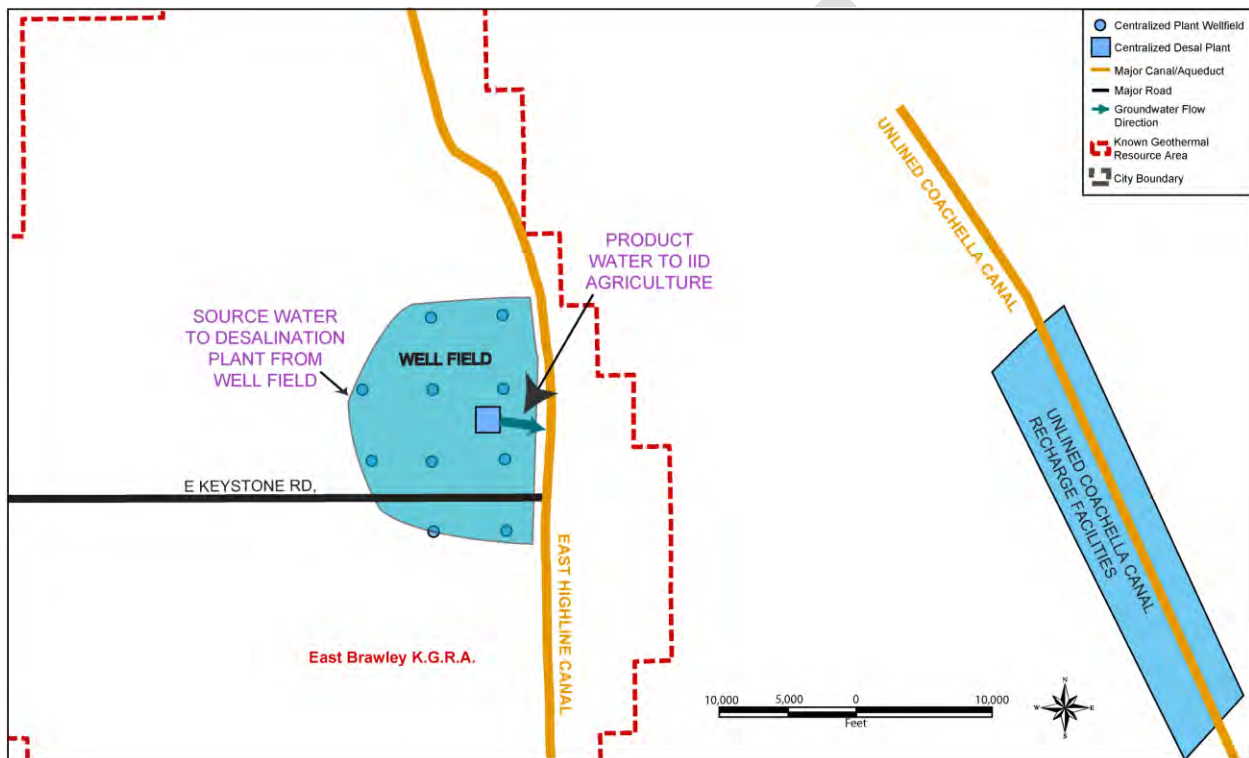 Centralized Plant Wellfield
Centralized Desal Plant
Major Canal/Aqueduct
Major Road
Groundwater Flow
Direction
Known Geothermal
Resource Area
City Boundary
UNLINED COACHELLA CANAL
PRODUCT
WATER TO IID
AGRICULTURE
SOURCE WATER
TO DESALINATION
PLANT FROM
WELL FIELD
WELL FIELD
E KEYSTONE RD,
EAST HIGHLINE CANAL
UNLINED COACHELLA CANAL
RECHARGE FACILITIES
East Brawley K.G.R.A.
10,000 5,000 0 10,000
Feet
N
W E
S